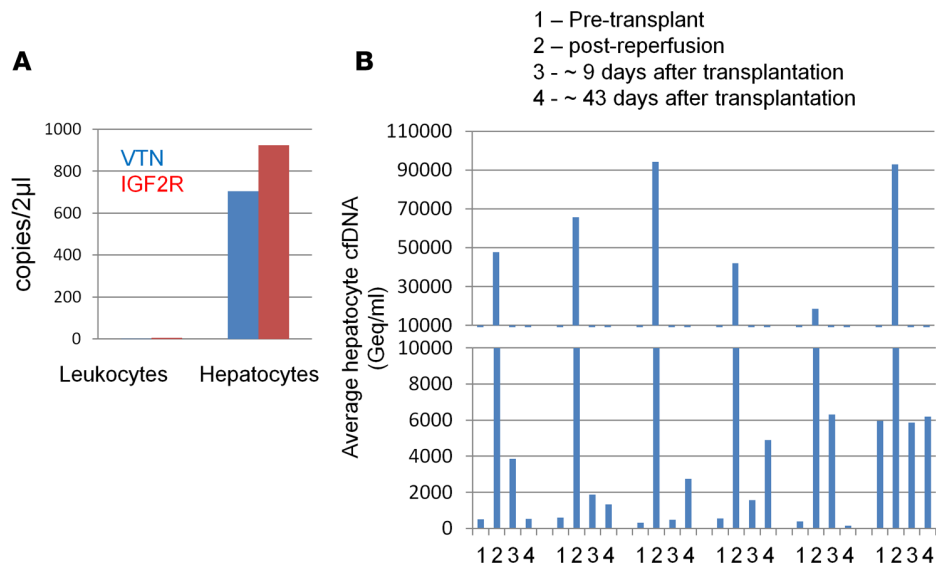 A
VTN
IGF2R
copies/2µl
1000
800
600
400
200
0
Leukocytes Hepatocytes
B
1 – Pre-transplant
2 – post-reperfusion
3 - ~ 9 days after transplantation
4 - ~ 43 days after transplantation
Average hepatocyte cfDNA
(Geq/ml)
110000
90000
70000
50000
30000
10000
10000
6000
4000
2000
0
1 2 3 4 1 2 3 4 1 2 3 4 1 2 3 4 1 2 3 4 1 2 3 4